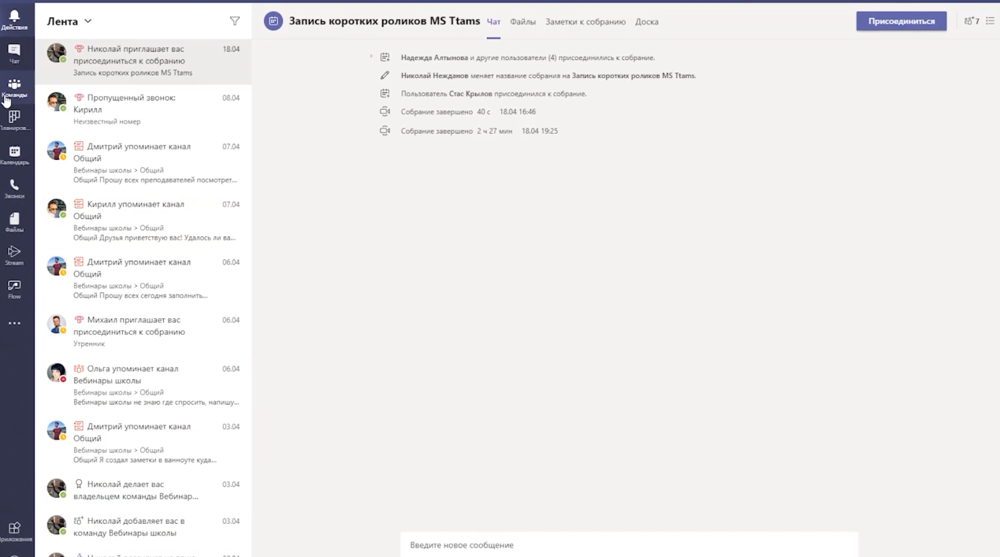 Действия
Чат
Команды
Планиров...
Календарь
Звонки
Файлы
Stream
Flow
Лента
Николай приглашает вас
присоединиться к собранию
18.04
Запись коротких роликов MS Ttams
Пропущенный звонок:
Кирилл
08.04
Неизвестный номер
Дмитрий упоминает канал
Общий
07.04
Вебинары школы > Общий
Общий Прошу всех преподавателей посмотрет...
Кирилл упоминает канал
Общий
07.04
Вебинары школы > Общий
Общий Друзья приветствую вас! Удалось ли ва...
Дмитрий упоминает канал
Общий
06.04
Вебинары школы > Общий
Общий Прошу всех сегодня заполнить...
Михаил приглашает вас
присоединиться к собранию
06.04
Утренник
Ольга упоминает канал
Вебинары школы
06.04
Вебинары школы > Общий
Вебинары школы не знаю где спросить, напишу...
Дмитрий упоминает канал
Общий
03.04
Вебинары школы > Общий
Общий Я создал заметки в ванноуте куда...
Николай делает вас
владельцем команды Вебинар...
03.04
Николай добавляет вас в
команду Вебинары школы
03.04
Запись коротких роликов MS Ttams Чат Файлы Заметки к собранию Доска
Присоединиться
7
Надежда Алтынова и другие пользователи (4) присоединились к собрание.
Николай Нежданов меняет название собрания на Запись коротких роликов MS Ttams.
Пользователь Стас Крылов присоединился к собранию.
Собрание завершено 40 с 18.04 16:46
Собрание завершено 2 ч 27 мин 18.04 19:25
Введите новое сообщение